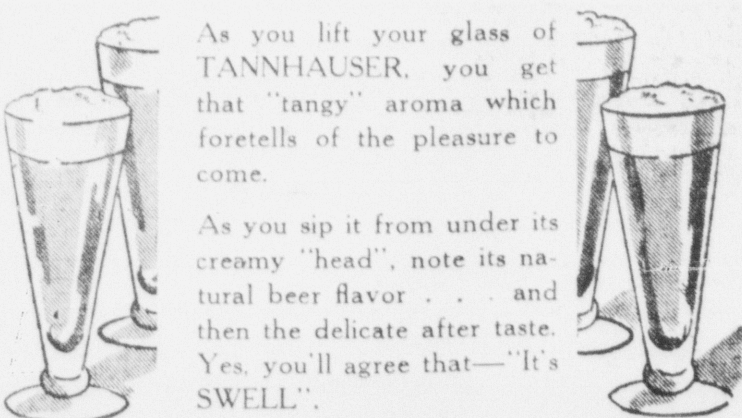 As you lift your glass of
TANNHAUSER, you get
that "tangy" aroma which
foretells of the pleasure to
come.
As you sip it from under its
creamy "head", note its na-
tural beer flavor . . . and
then the delicate after taste.
Yes, you'll agree that—"It's
SWELL".